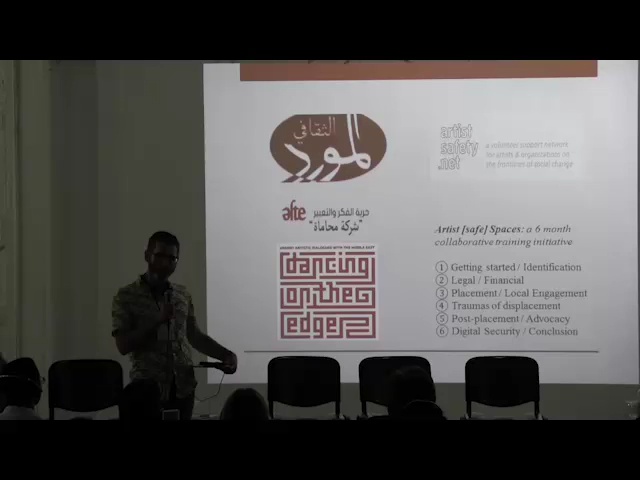 الثقافي
المورد
artist
safety
.net
a volunteer support network
for artists & organisations on
the frontlines of social change
afte
حرية الفكر والتعبير
"شركة محاماة"
dancing
on the
edge
Artist [safe] Spaces: a 6 month
collaborative training initiative
① Getting started / Identification
② Legal / Financial
③ Placement / Local Engagement
④ Traumas of displacement
⑤ Post-placement / Advocacy
⑥ Digital Security / Conclusion